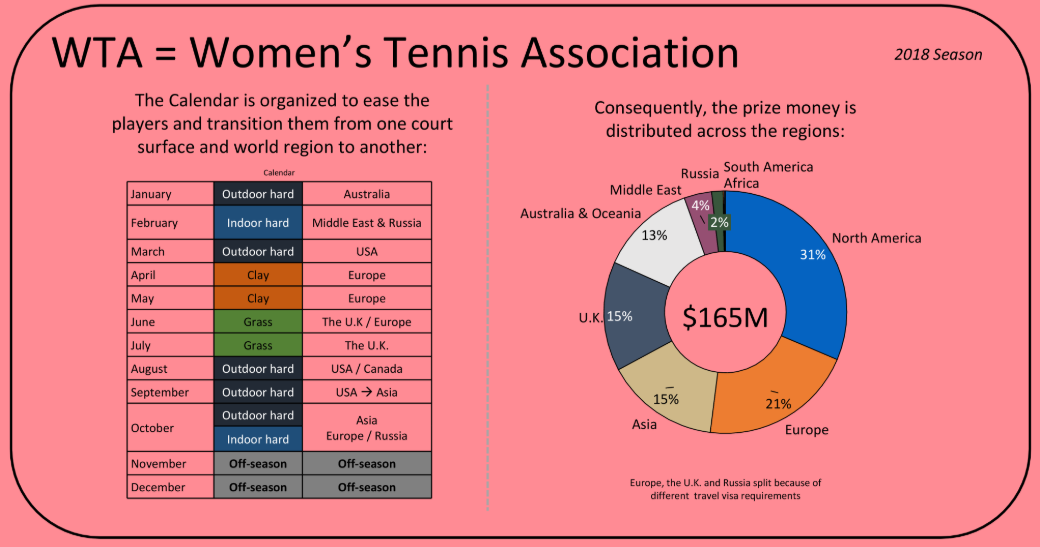 WTA = Women's Tennis Association
2018 Season
The Calendar is organized to ease the
players and transition them from one court
surface and world region to another:
Calendar
January Outdoor hard Australia
February Indoor hard Middle East & Russia
March Outdoor hard USA
April Clay Europe
May Clay Europe
June Grass The U.K / Europe
July Grass The U.K.
August Outdoor hard USA / Canada
September Outdoor hard USA → Asia
October Outdoor hard Asia
Indoor hard Europe / Russia
November Off-season Off-season
December Off-season Off-season
Consequently, the prize money is
distributed across the regions:
South America
Russia
Africa
Middle East
4%
Australia & Oceania
2%
13%
North America
31%
U.K. 15%
$165M
15%
21%
Asia
Europe
Europe, the U.K. and Russia split because of
different travel visa requirements